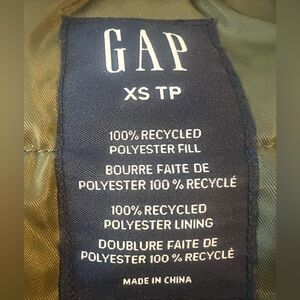 GAP
XS TP
100% RECYCLED
POLYESTER FILL
BOURRE FAITE DE
POLYESTER 100 % RECYCLÉ
100% RECYCLED
POLYESTER LINING
DOUBLURE FAITE DE
POLYESTER 100 % RECYCLÉ
MADE IN CHINA